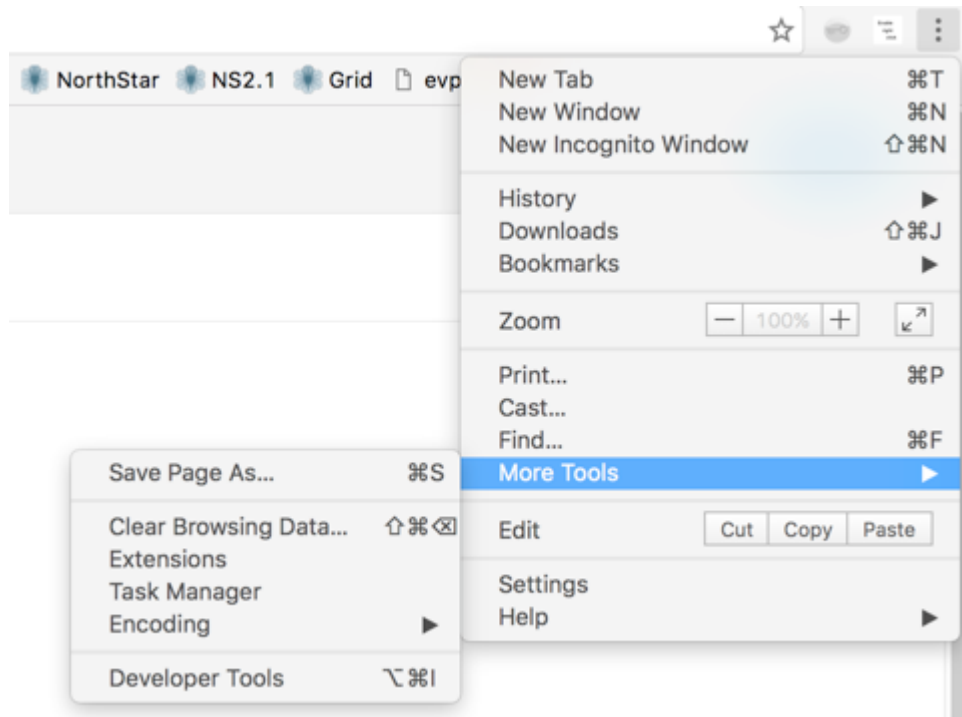 NorthStar NS2.1 Grid evp
New Tab ⌘T
New Window ⌘N
New Incognito Window ⇧⌘N
History ▶
Downloads ⇧⌘J
Bookmarks ▶
Zoom — 100% +
Print... ⌘P
Cast...
Find... ⌘F
More Tools ▶
Edit Cut Copy Paste
Settings
Help ▶
Save Page As... ⌘S
Clear Browsing Data... ⇧⌘⌫
Extensions
Task Manager
Encoding ▶
Developer Tools ⌥⌘I